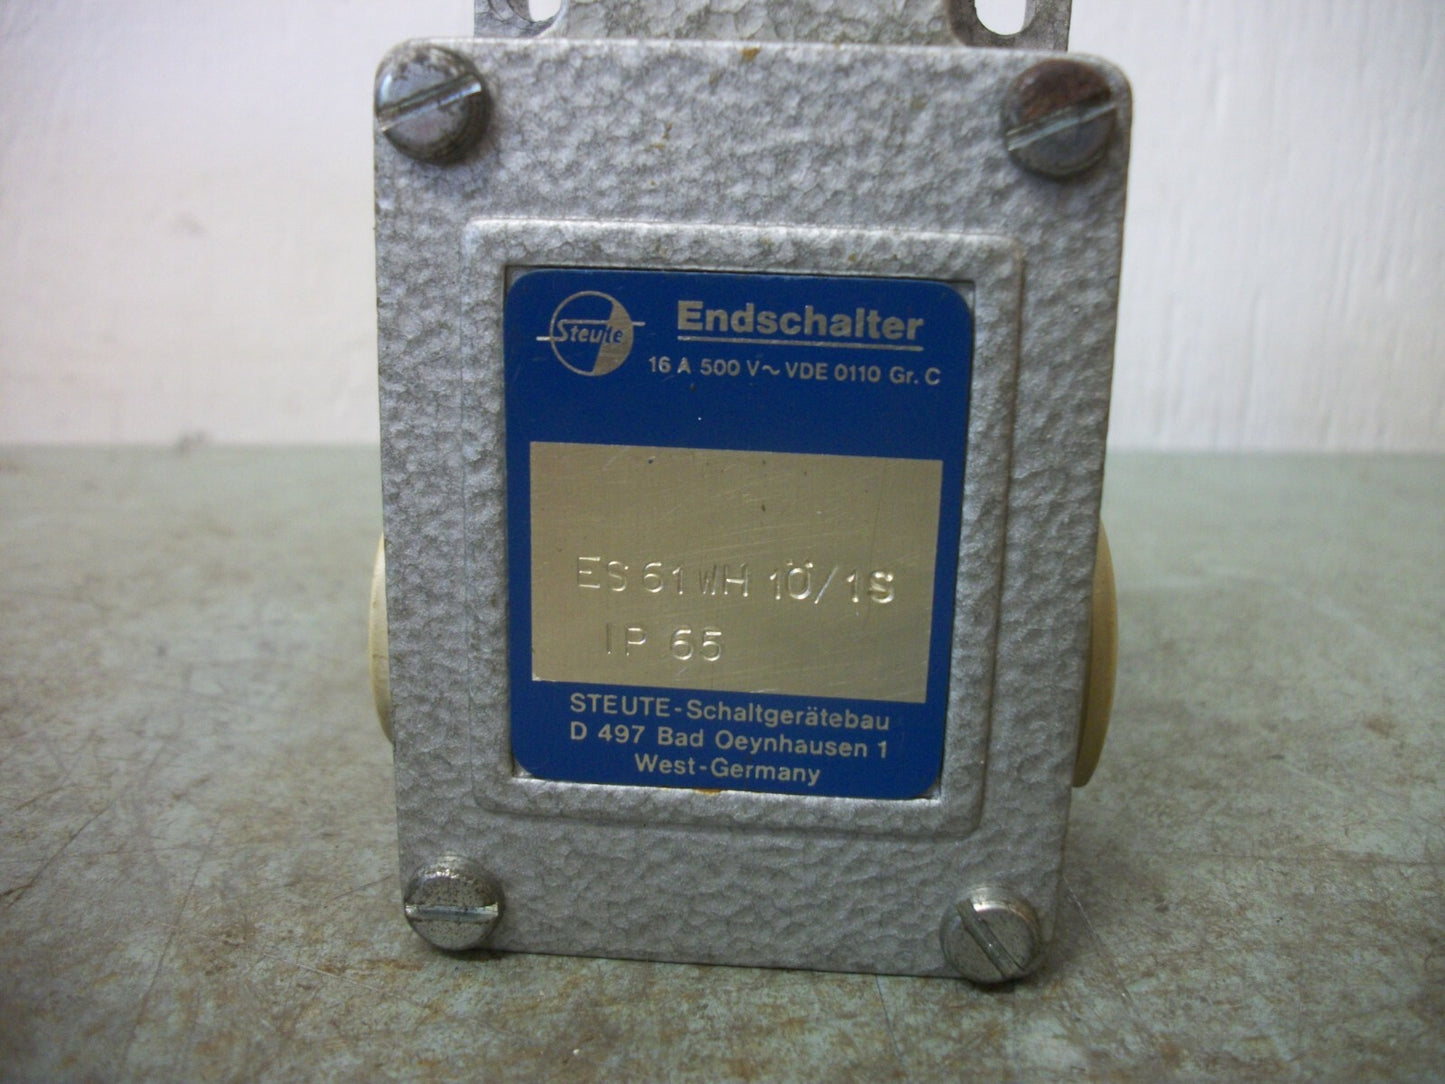 Steute
Endschalter
16 A 500 V~ VDE 0110 Gr. C
ES 61 WH 1Ö/1S
IP 65
STEUTE-Schaltgerätebau
D 497 Bad Oeynhausen 1
West-Germany